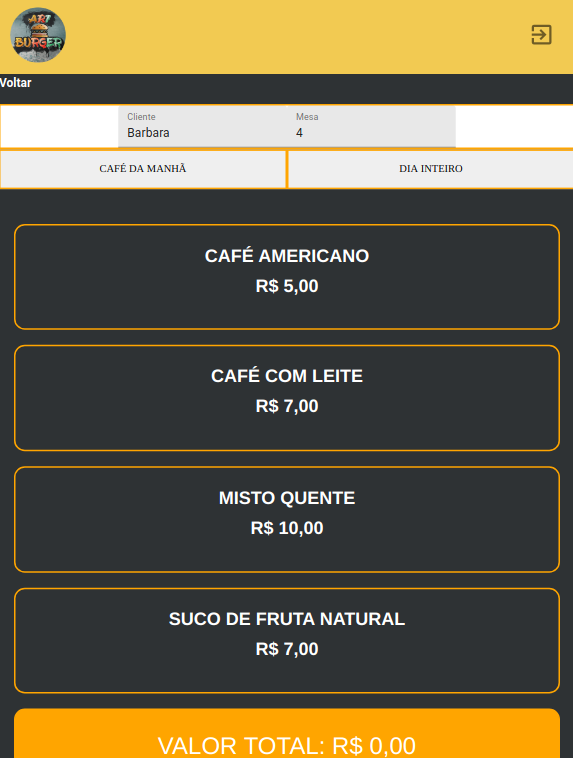 AT1
BURGER
Voltar
Cliente
Barbara
Mesa
4
CAFÉ DA MANHÃ
DIA INTEIRO
CAFÉ AMERICANO
R$ 5,00
CAFÉ COM LEITE
R$ 7,00
MISTO QUENTE
R$ 10,00
SUCO DE FRUTA NATURAL
R$ 7,00
VALOR TOTAL: R$ 0,00